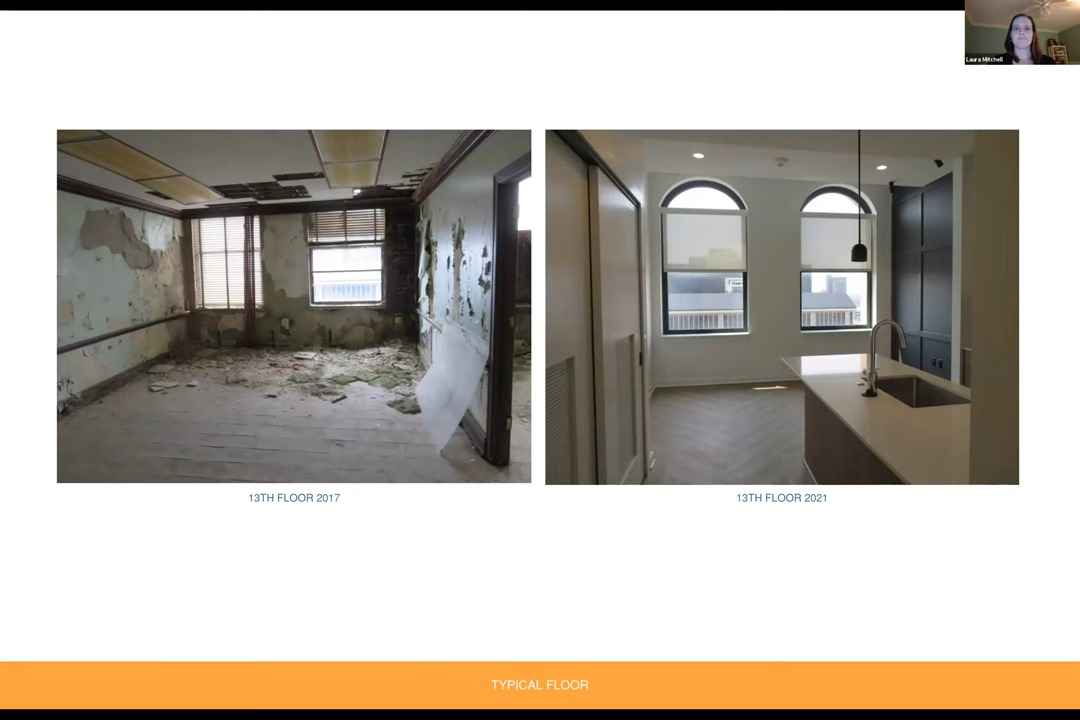 Laura Mitchell
13TH FLOOR 2017
13TH FLOOR 2021
TYPICAL FLOOR